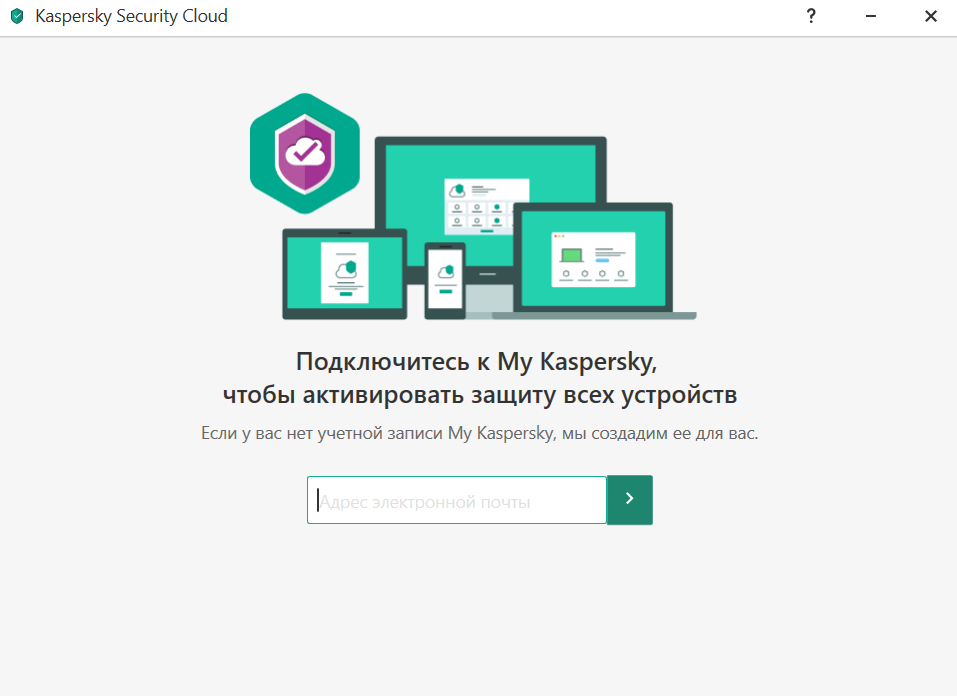 Kaspersky Security Cloud
?
Подключитесь к My Kaspersky,
чтобы активировать защиту всех устройств
Если у вас нет учетной записи My Kaspersky, мы создадим ее для вас.
Адрес электронной почты